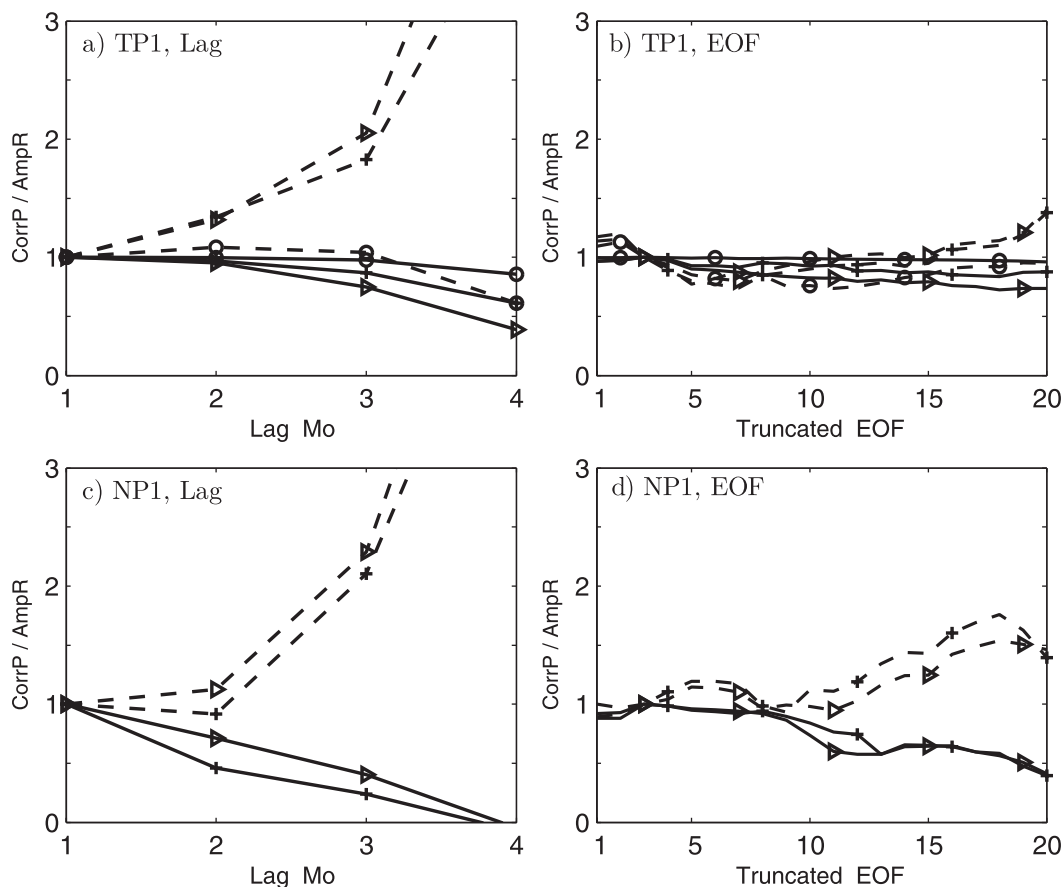 a) TP1, Lag
3
2
1
0
CorrP / AmpR
1 2 3 4
Lag Mo
b) TP1, EOF
3
2
1
0
CorrP / AmpR
1 5 10 15 20
Truncated EOF
c) NP1, Lag
3
2
1
0
CorrP / AmpR
1 2 3 4
Lag Mo
d) NP1, EOF
3
2
1
0
CorrP / AmpR
1 5 10 15 20
Truncated EOF